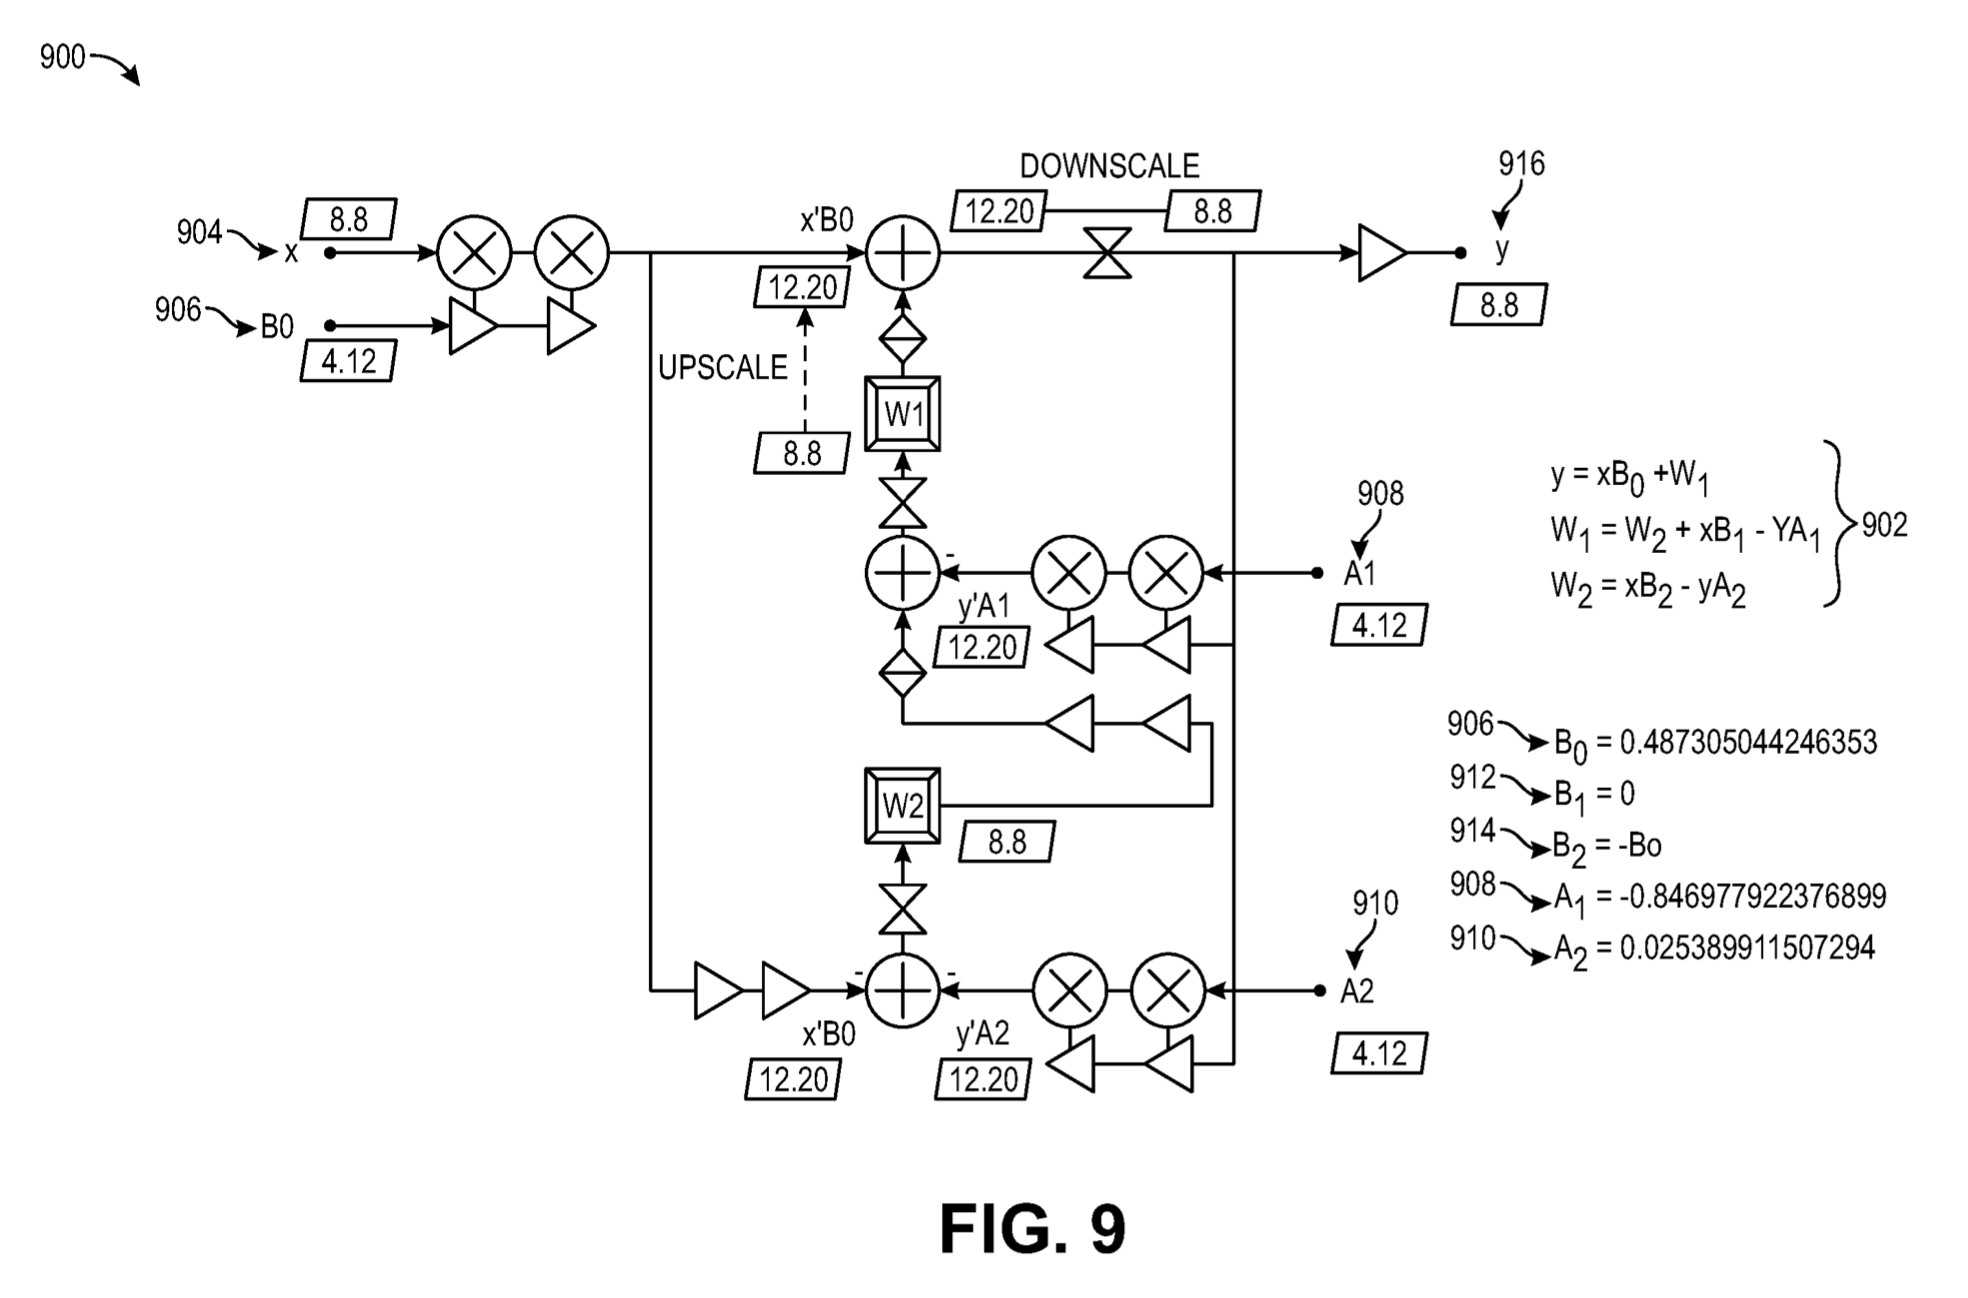 900
DOWNSCALE
916
904
x
8.8
x'B0
12.20
8.8
y
906
B0
4.12
12.20
8.8
UPSCALE
W1
8.8
y = xB₀ +W₁
908
W₁ = W₂ + xB₁ - YA₁
902
-
A1
W₂ = xB₂ - yA₂
y'A1
4.12
12.20
906
B₀ = 0.487305044246353
912
B₁ = 0
W2
8.8
914
B₂ = -Bo
908
A₁ = -0.846977922376899
910
910
A₂ = 0.025389911507294
-
-
A2
x'B0
y'A2
4.12
12.20
12.20
FIG. 9